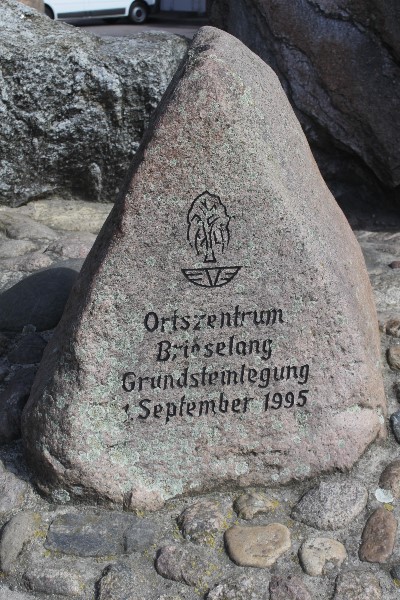 Ortszentrum
Brieselang
Grundsteinlegung
1. September 1995